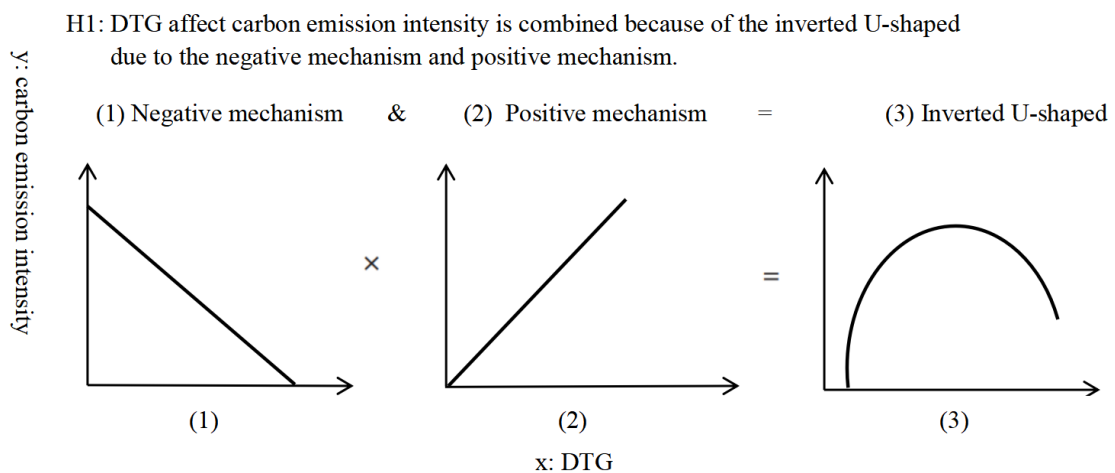 H1: DTG affect carbon emission intensity is combined because of the inverted U-shaped
due to the negative mechanism and positive mechanism.
y: carbon emission intensity
(1) Negative mechanism & (2) Positive mechanism = (3) Inverted U-shaped
× =
(1) (2) (3)
x: DTG